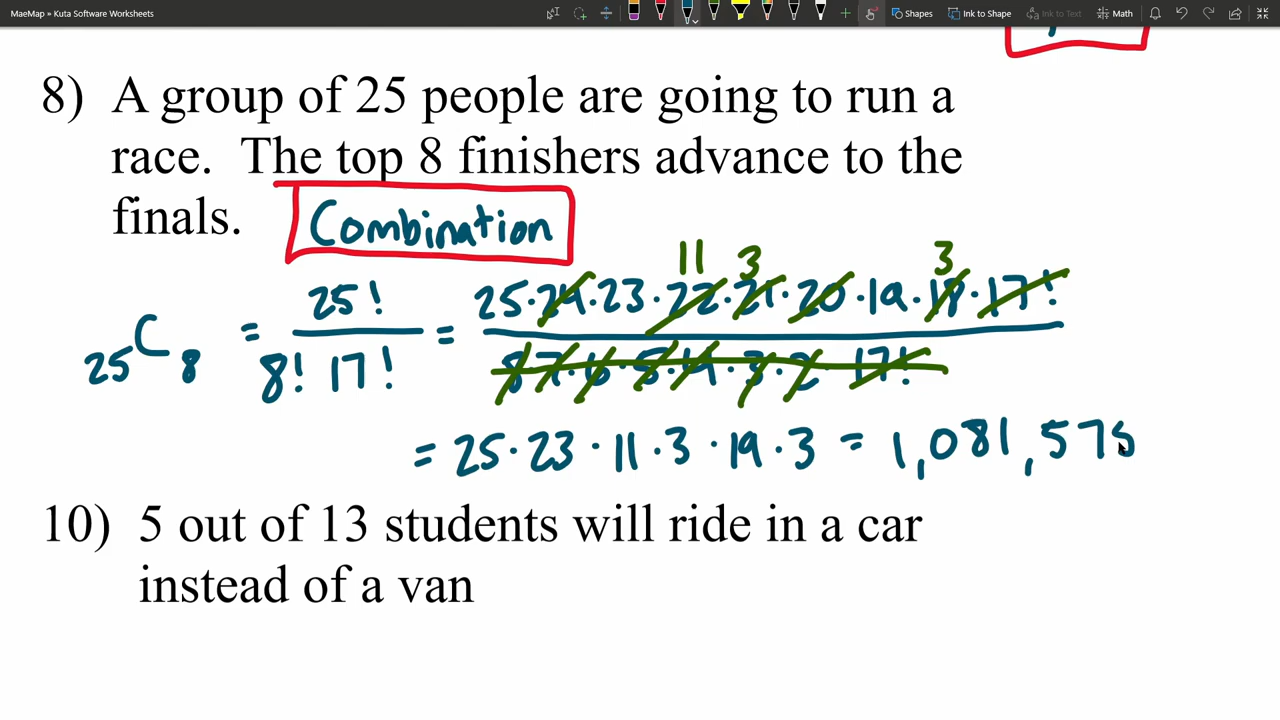 MaeMap » Kuta Software Worksheets
Shapes Ink to Shape Ink to Text Math
8) A group of 25 people are going to run a
race. The top 8 finishers advance to the
finals. Combination
11 3 3
25C8 = 25! / 8! 17! = 25·24·23·22·21·20·19·18·17! / 8·7·6·5·4·3·2·17!
= 25·23·11·3·19·3 = 1,081,575
10) 5 out of 13 students will ride in a car
instead of a van